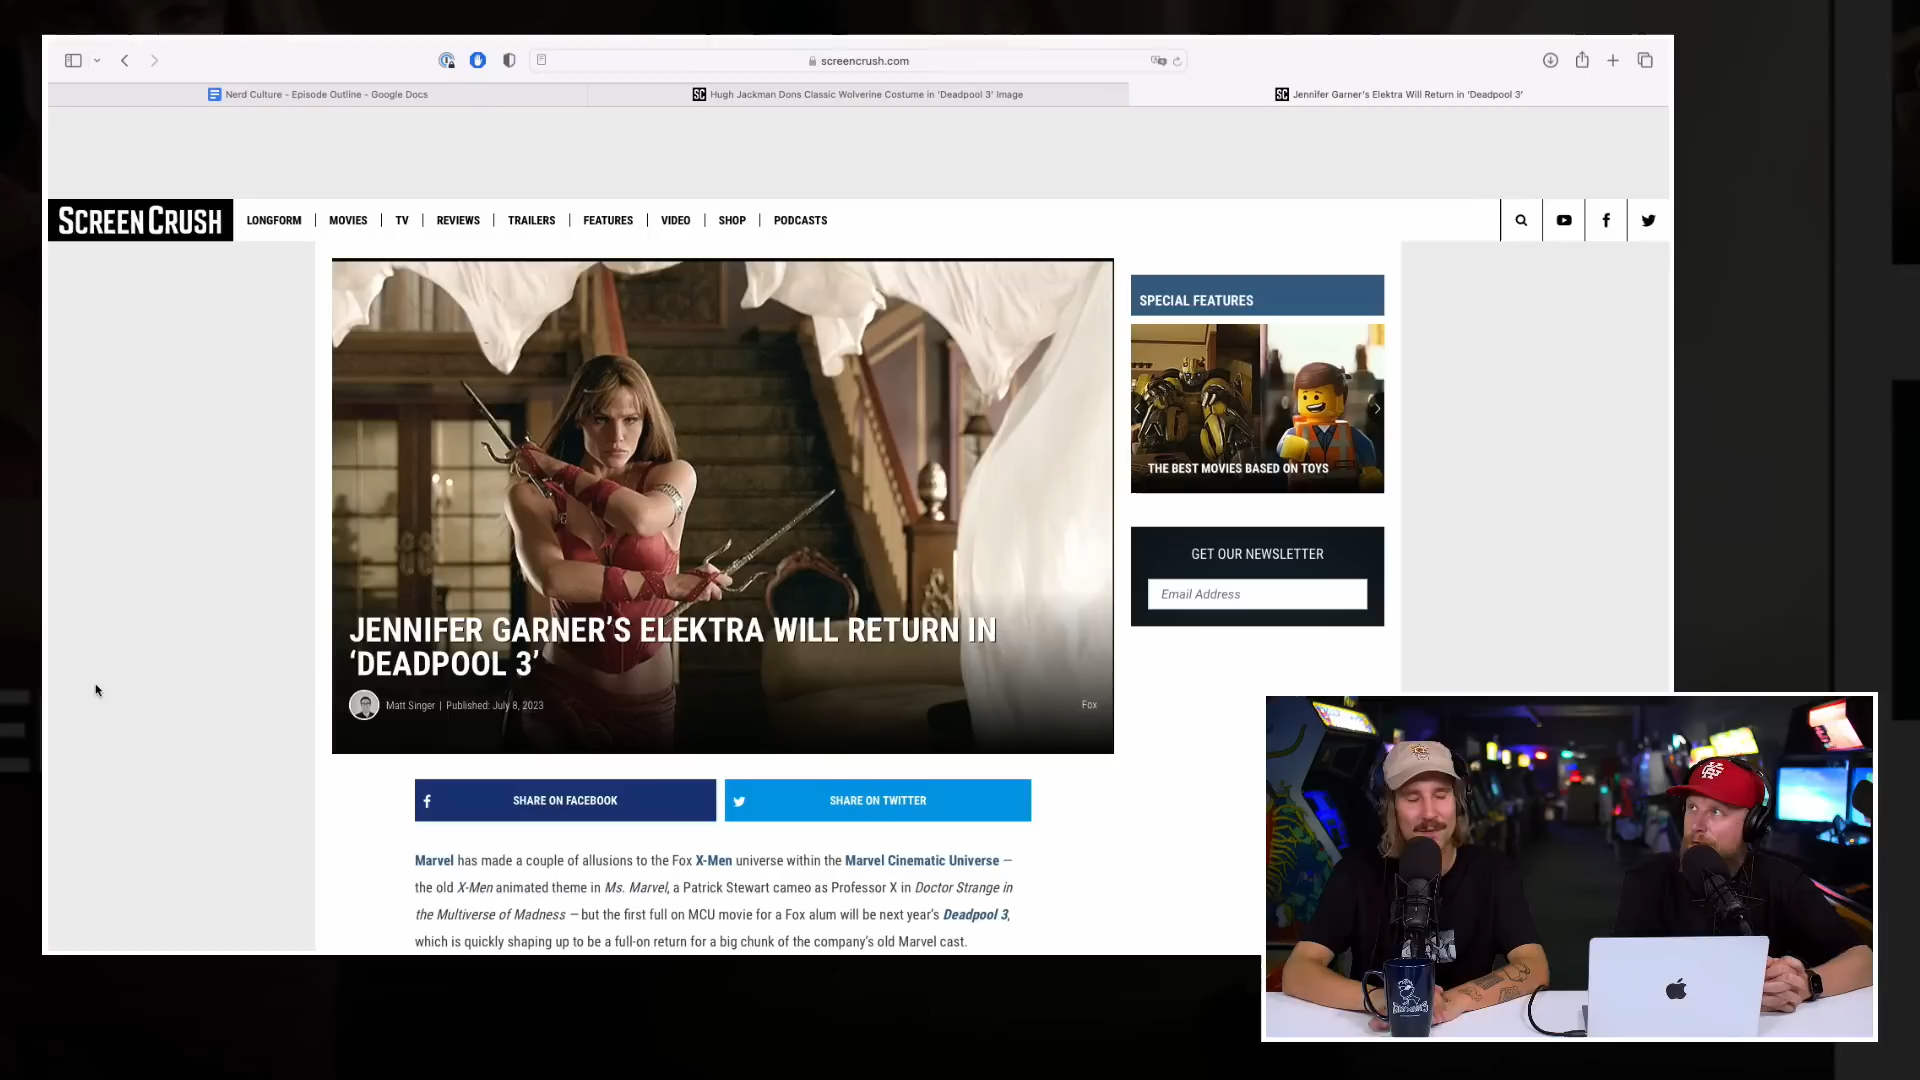 screencrush.com
Nerd Culture - Episode Outline - Google Docs
SC Hugh Jackman Dons Classic Wolverine Costume in 'Deadpool 3' Image
SC Jennifer Garner's Elektra Will Return in 'Deadpool 3'
SCREENCRUSH
LONGFORM
MOVIES
TV
REVIEWS
TRAILERS
FEATURES
VIDEO
SHOP
PODCASTS
SPECIAL FEATURES
THE BEST MOVIES BASED ON TOYS
GET OUR NEWSLETTER
Email Address
JENNIFER GARNER'S ELEKTRA WILL RETURN IN
'DEADPOOL 3'
Matt Singer | Published: July 8, 2023
Fox
SHARE ON FACEBOOK
SHARE ON TWITTER
Marvel has made a couple of allusions to the Fox X-Men universe within the Marvel Cinematic Universe —
the old X-Men animated theme in Ms. Marvel, a Patrick Stewart cameo as Professor X in Doctor Strange in
the Multiverse of Madness — but the first full on MCU movie for a Fox alum will be next year's Deadpool 3,
which is quickly shaping up to be a full-on return for a big chunk of the company's old Marvel cast.